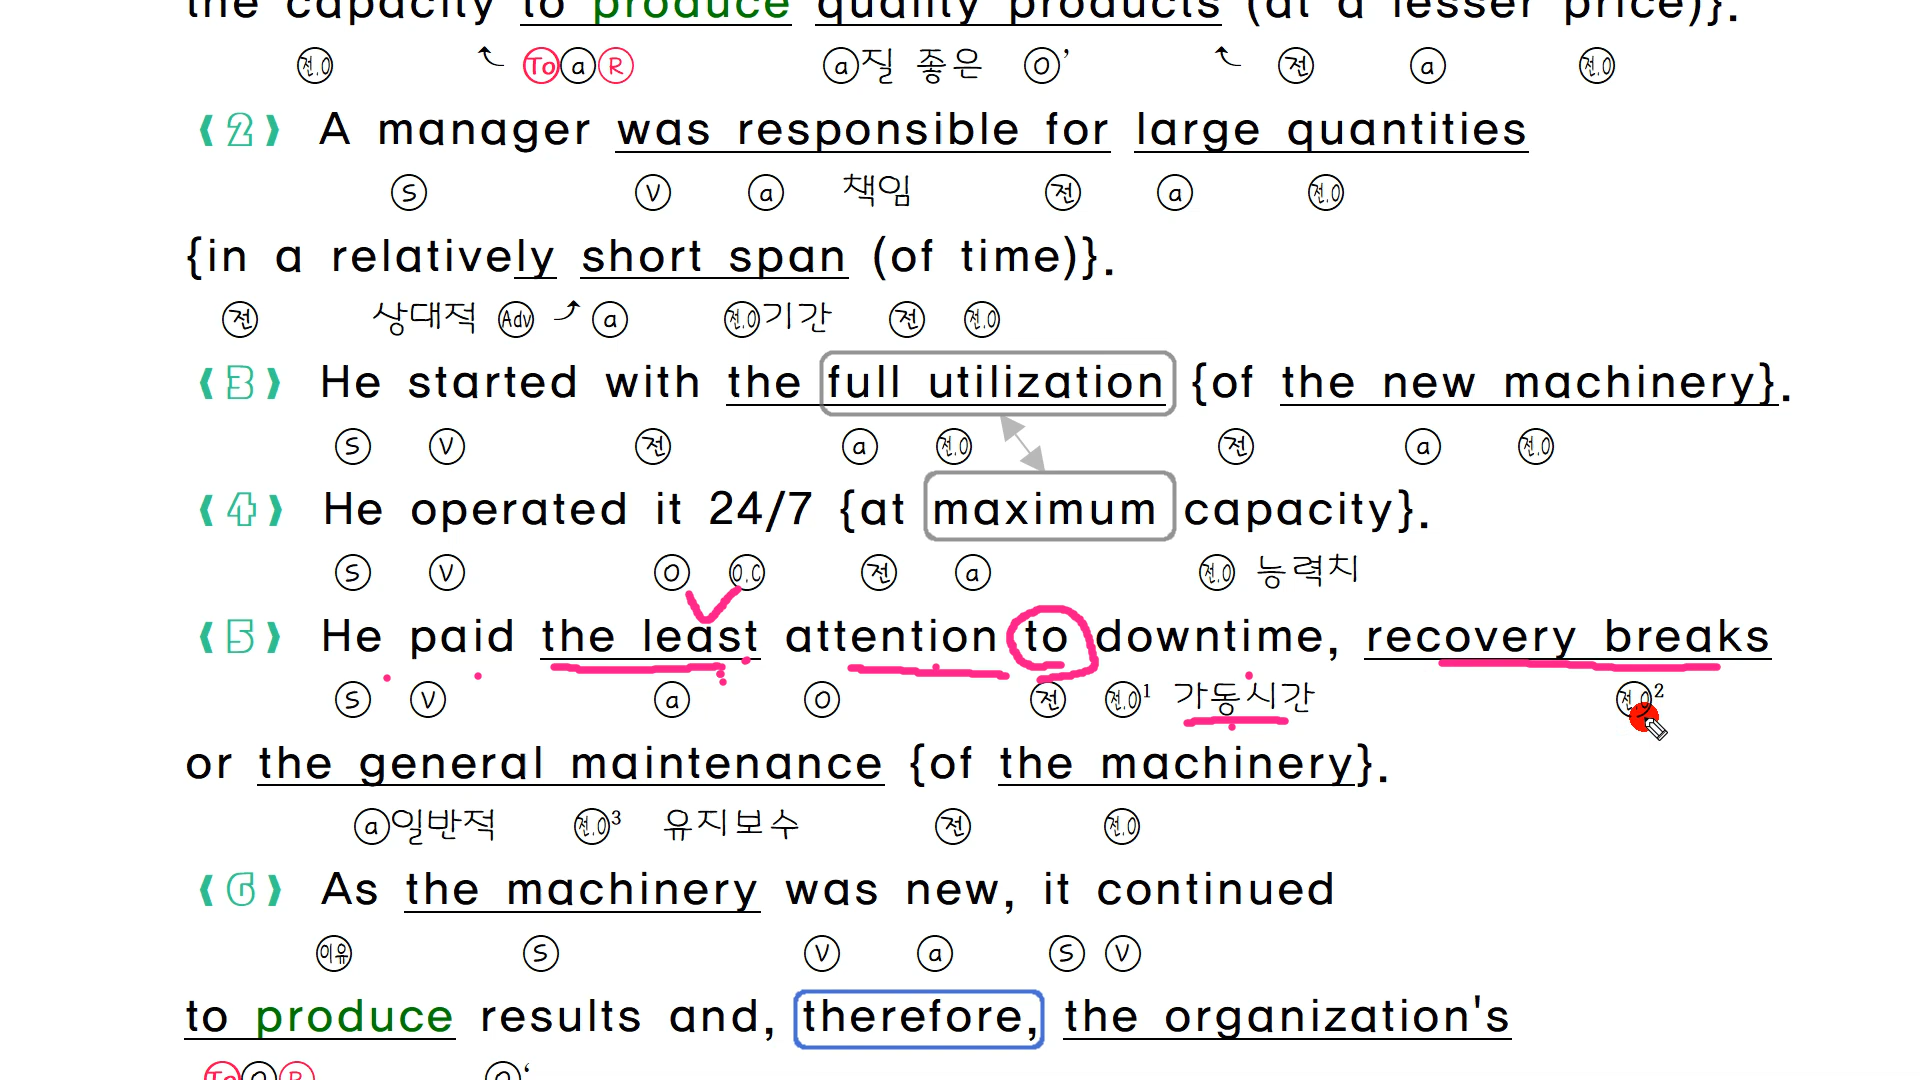 the capacity to produce quality products (at a lesser price)}.
전.O To a R a 질 좋은 O' 전 a 전.O
《2》 A manager was responsible for large quantities
S V a 책임 전 a 전.O
{in a relatively short span (of time)}.
전 상대적 Adv a 전.O 기간 전 전.O
《3》 He started with the full utilization {of the new machinery}.
S V 전 a 전.O 전 a 전.O
《4》 He operated it 24/7 {at maximum capacity}.
S V O O.C 전 a 전.O 능력치
《5》 He paid the least attention to downtime, recovery breaks
S V a O 전 전.O¹ 가동시간 전.O²
or the general maintenance {of the machinery}.
a 일반적 전.O³ 유지보수 전 전.O
《6》 As the machinery was new, it continued
이유 S V a S V
to produce results and, therefore, the organization's
To O R O'